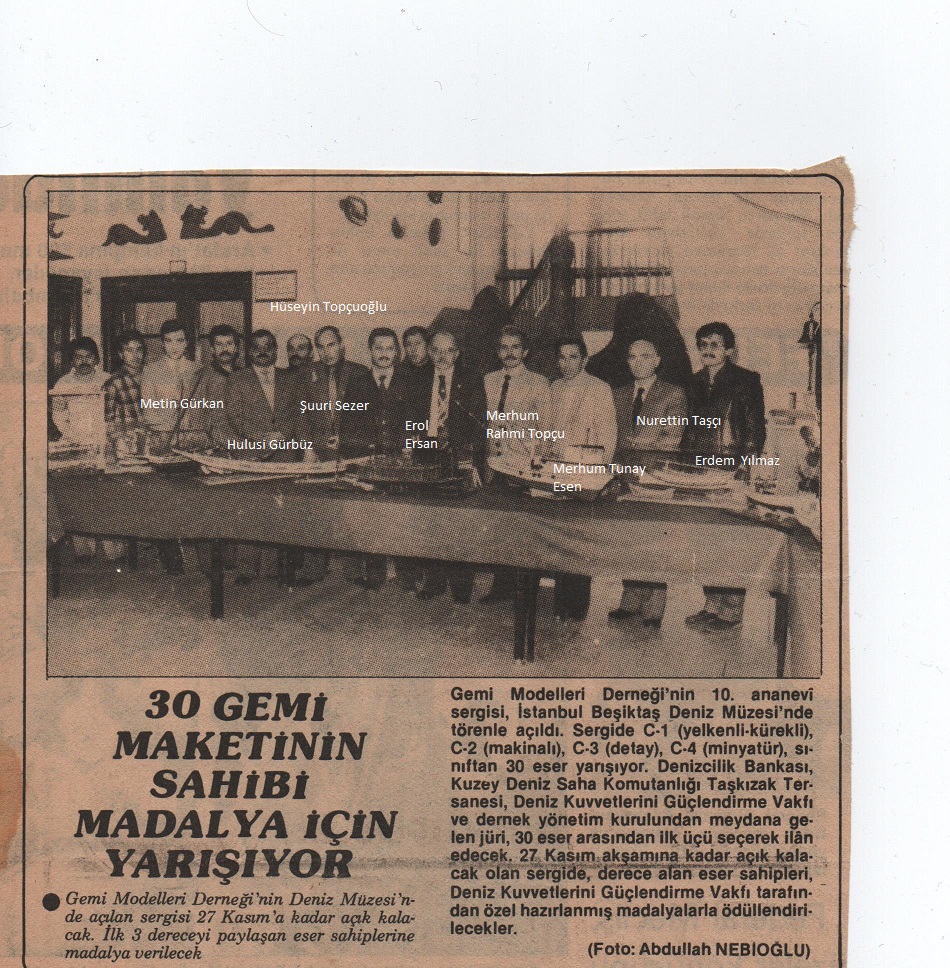 Hüseyin Topçuoğlu
Metin Gürkan
Şuuri Sezer
Hulusi Gürbüz
Erol
Ersan
Merhum
Rahmi Topçu
Merhum Tunay
Esen
Nurettin Taşçı
Erdem Yılmaz
30 GEMİ
MAKETİNİN
SAHİBİ
MADALYA İÇİN
YARIŞIYOR
● Gemi Modelleri Derneği'nin Deniz Müzesi'n-
de açılan sergisi 27 Kasım'a kadar açık kala-
cak. İlk 3 dereceyi paylaşan eser sahiplerine
madalya verilecek
Gemi Modelleri Derneği'nin 10. ananevî
sergisi, İstanbul Beşiktaş Deniz Müzesi'nde
törenle açıldı. Sergide C-1 (yelkenli-kürekli),
C-2 (makinalı), C-3 (detay), C-4 (minyatür), sı-
nıftan 30 eser yarışıyor. Denizcilik Bankası,
Kuzey Deniz Saha Komutanlığı Taşkızak Ter-
sanesi, Deniz Kuvvetlerini Güçlendirme Vakfı
ve dernek yönetim kurulundan meydana ge-
len jüri, 30 eser arasından ilk üçü seçerek ilân
edecek. 27 Kasım akşamına kadar açık kala-
cak olan sergide, derece alan eser sahipleri,
Deniz Kuvvetlerini Güçlendirme Vakfı tarafın-
dan özel hazırlanmış madalyalarla ödüllendiri-
lecekler.
(Foto: Abdullah NEBİOĞLU)